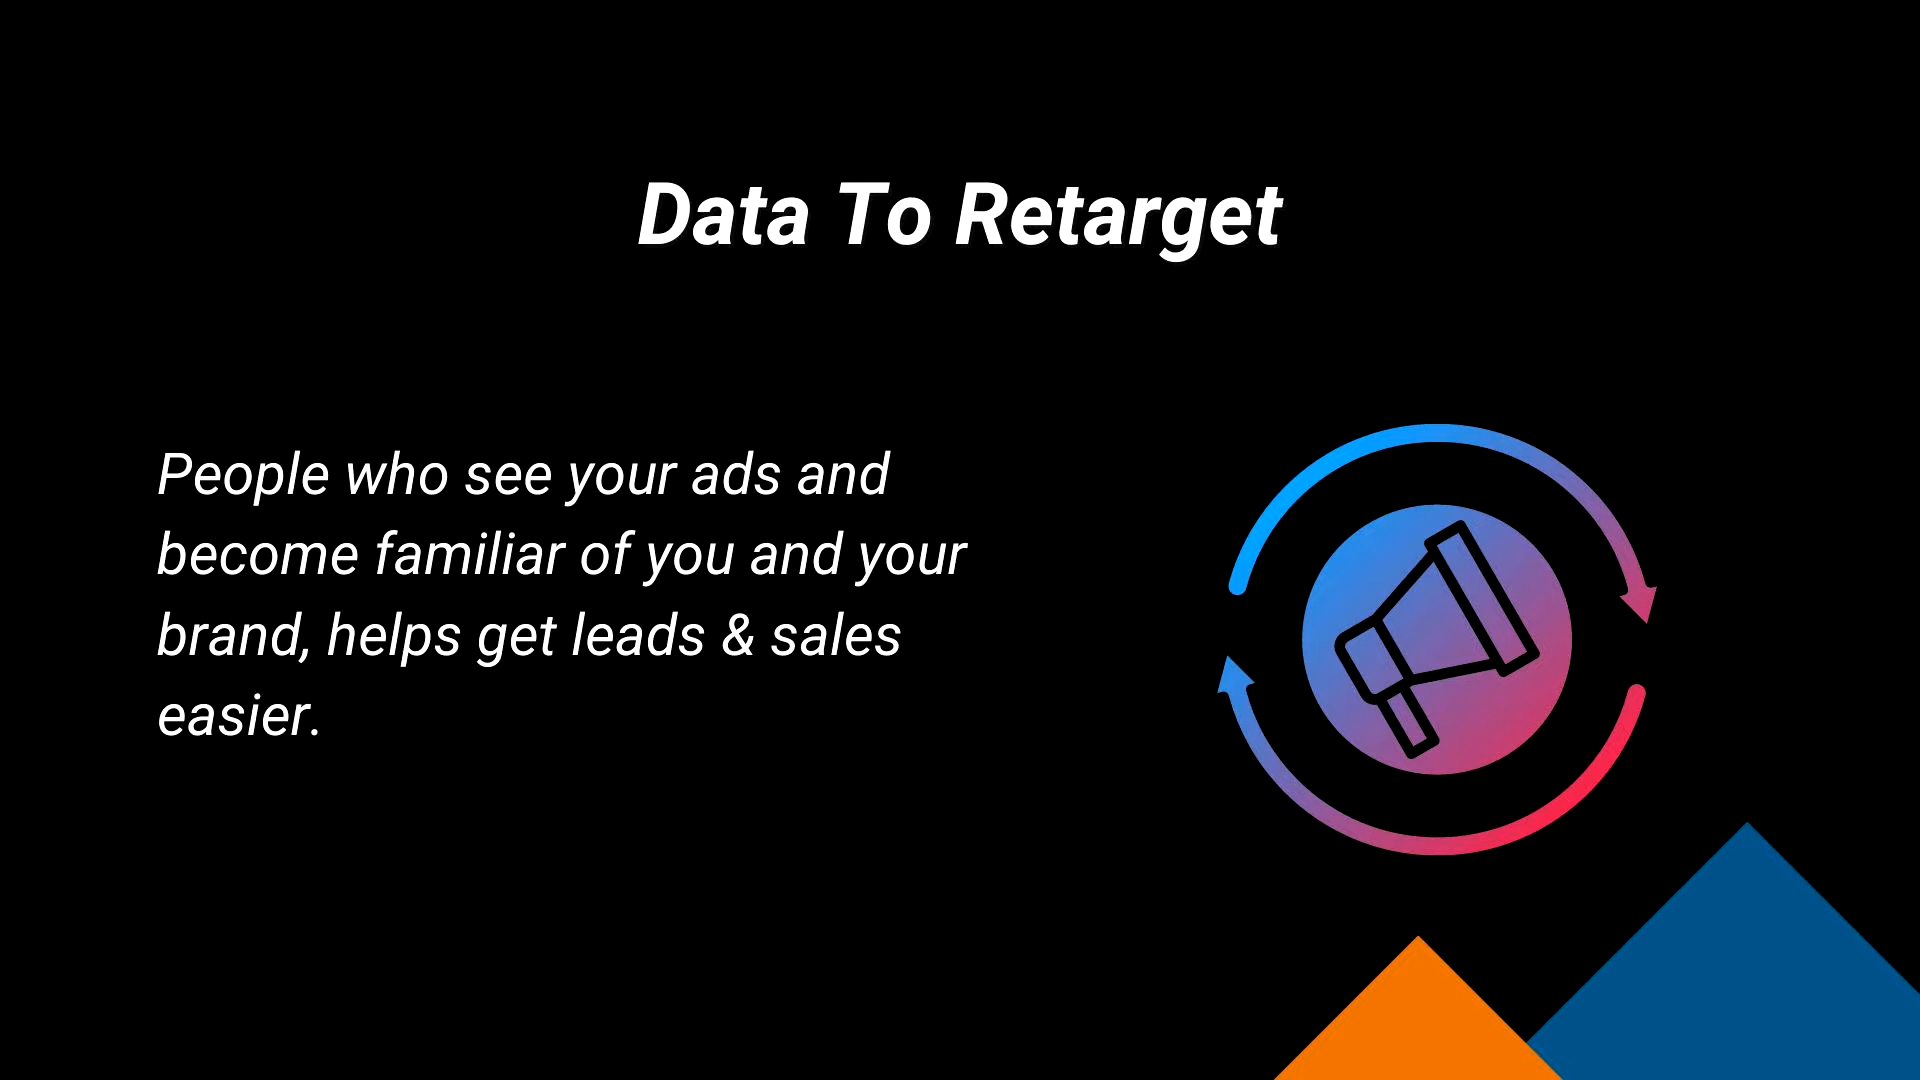 Data To Retarget
People who see your ads and
become familiar of you and your
brand, helps get leads & sales
easier.